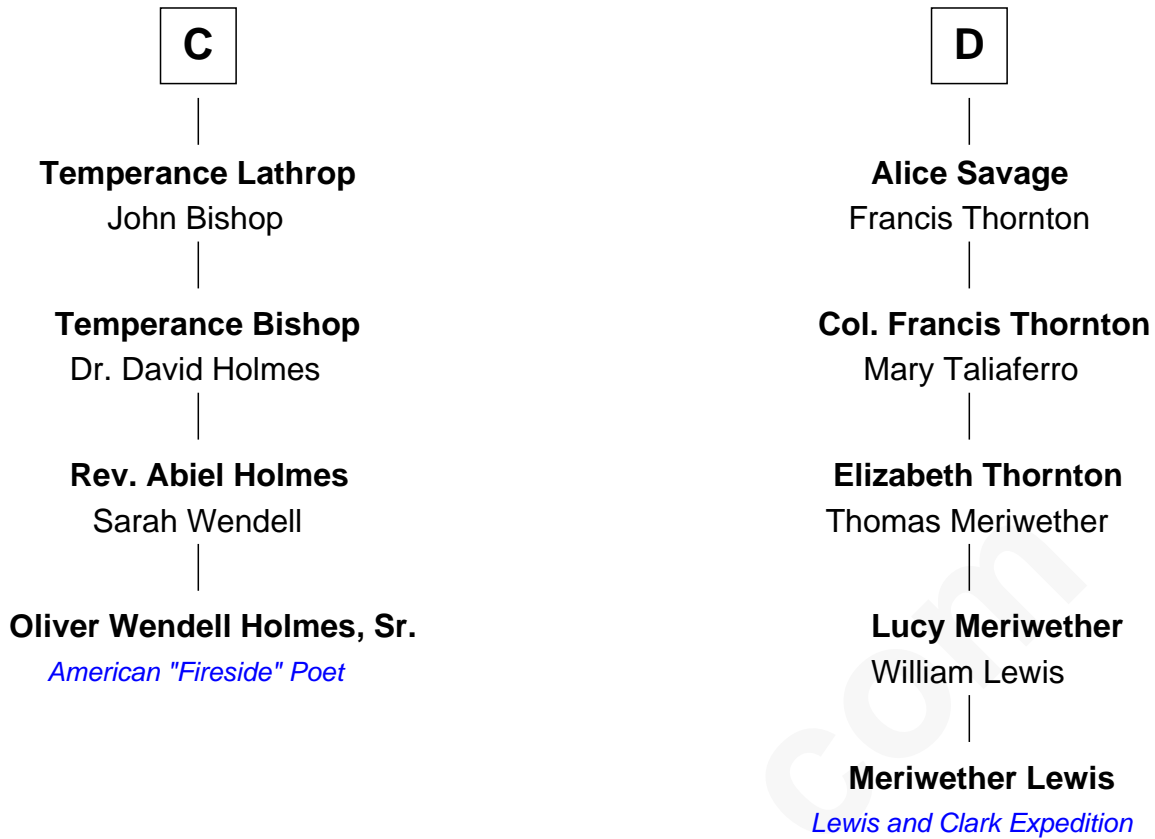 C
Temperance Lathrop
John Bishop
Temperance Bishop
Dr. David Holmes
Rev. Abiel Holmes
Sarah Wendell
Oliver Wendell Holmes, Sr.
American "Fireside" Poet
D
Alice Savage
Francis Thornton
Col. Francis Thornton
Mary Taliaferro
Elizabeth Thornton
Thomas Meriwether
Lucy Meriwether
William Lewis
Meriwether Lewis
Lewis and Clark Expedition
com